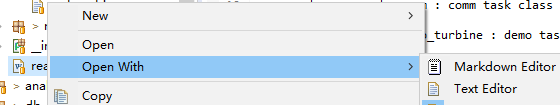 New
: comm task class
Open
_turbine : demo tas
Open With
Markdown Editor
Text Editor
Copy